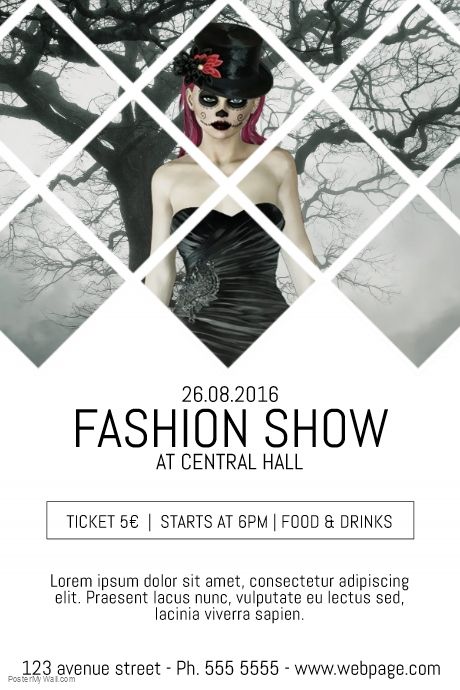 26.08.2016
FASHION SHOW
AT CENTRAL HALL
TICKET 5€ | STARTS AT 6PM | FOOD & DRINKS
Lorem ipsum dolor sit amet, consectetur adipiscing
elit. Praesent lacus nunc, vulputate eu lectus sed,
lacinia viverra sapien.
123 avenue street - Ph. 555 5555 - www.webpage.com
PosterMyWall.com